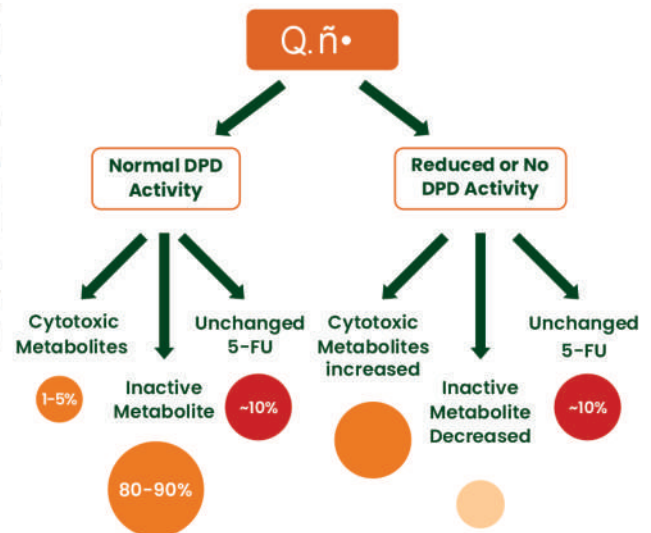 Q.ñ•
Normal DPD
Activity
Reduced or No
DPD Activity
Cytotoxic
Metabolites
1-5%
Inactive
Metabolite
80-90%
Unchanged
5-FU
~10%
Cytotoxic
Metabolites
increased
Inactive
Metabolite
Decreased
Unchanged
5-FU
~10%